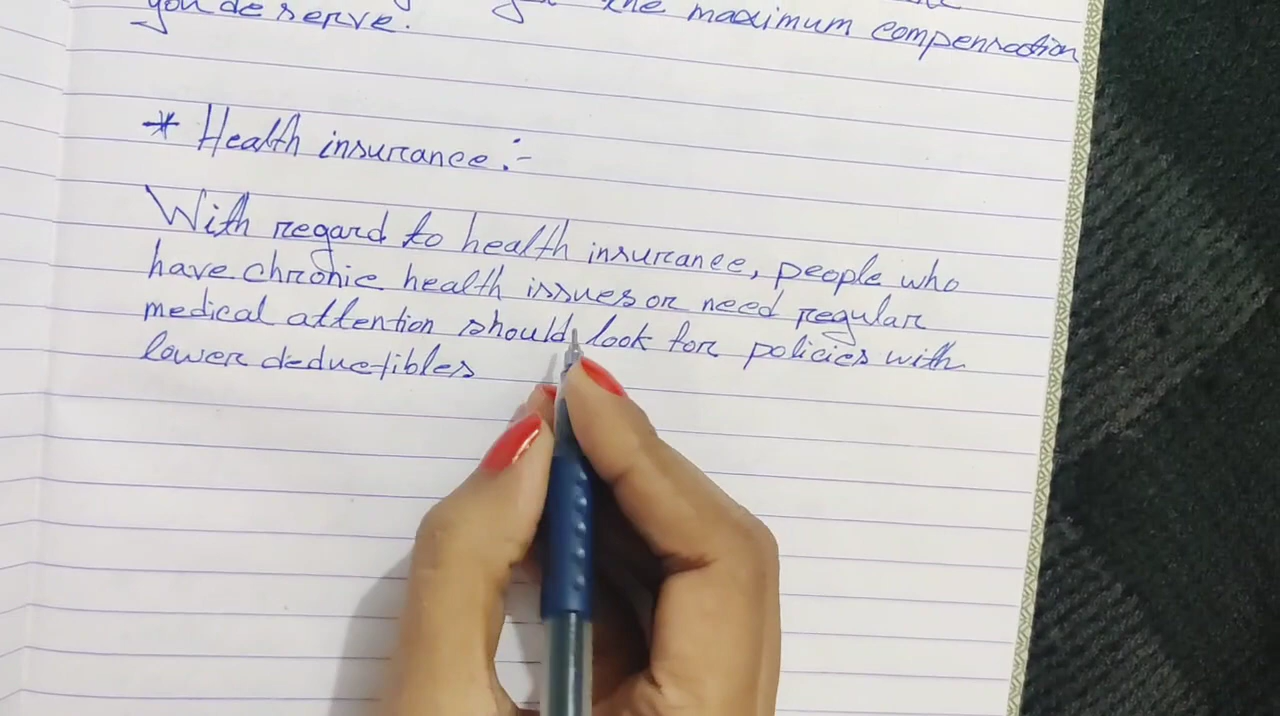 the maximum compensation
you deserve.
* Health insurance:-
With regard to health insurance, people who
have chronic health issues or need regular
medical attention should look for policies with
lower deductibles